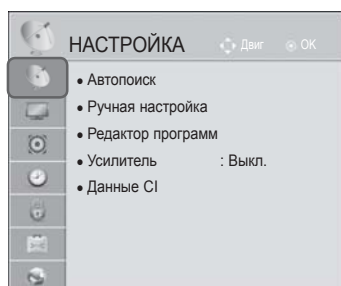 НАСТРОЙКА Двиг OK
• Автопоиск
• Ручная настройка
• Редактор программ
• Усилитель : Выкл.
• Данные CI